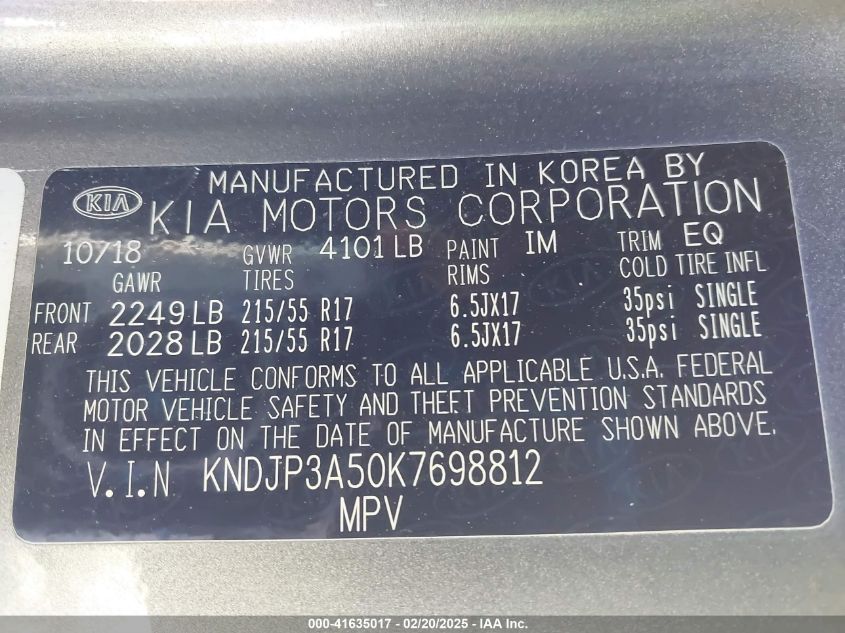 MANUFACTURED IN KOREA BY
KIA KIA MOTORS CORPORATION
10/18 GVWR 4101 LB PAINT IM TRIM EQ
GAWR TIRES RIMS COLD TIRE INFL
FRONT 2249 LB 215/55 R17 6.5JX17 35psi SINGLE
REAR 2028 LB 215/55 R17 6.5JX17 35psi SINGLE
THIS VEHICLE CONFORMS TO ALL APPLICABLE U.S.A. FEDERAL
MOTOR VEHICLE SAFETY AND THEFT PREVENTION STANDARDS
IN EFFECT ON THE DATE OF MANUFACTURE SHOWN ABOVE.
V.I.N KNDJP3A50K7698812
MPV
000-41635017 / 02/20/2025 - IAA Inc.